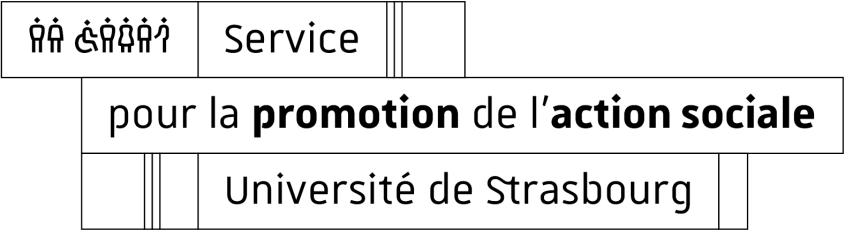 Service
pour la promotion de l'action sociale
Université de Strasbourg